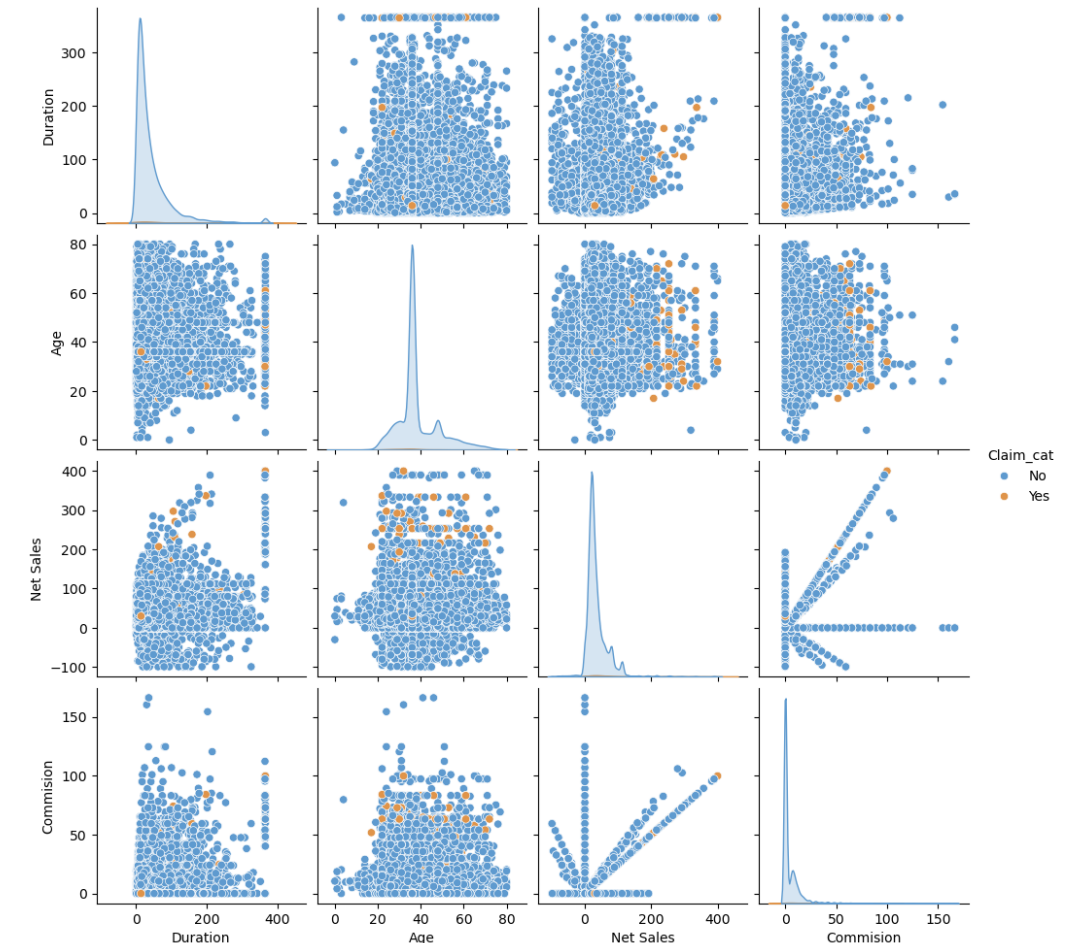 300
200
100
0
Duration
80
60
40
20
0
Age
Claim_cat
No
Yes
400
300
200
100
0
−100
Net Sales
150
100
50
0
Commision
0 200 400
0 20 40 60 80
0 200 400
0 50 100 150
Duration Age Net Sales Commision